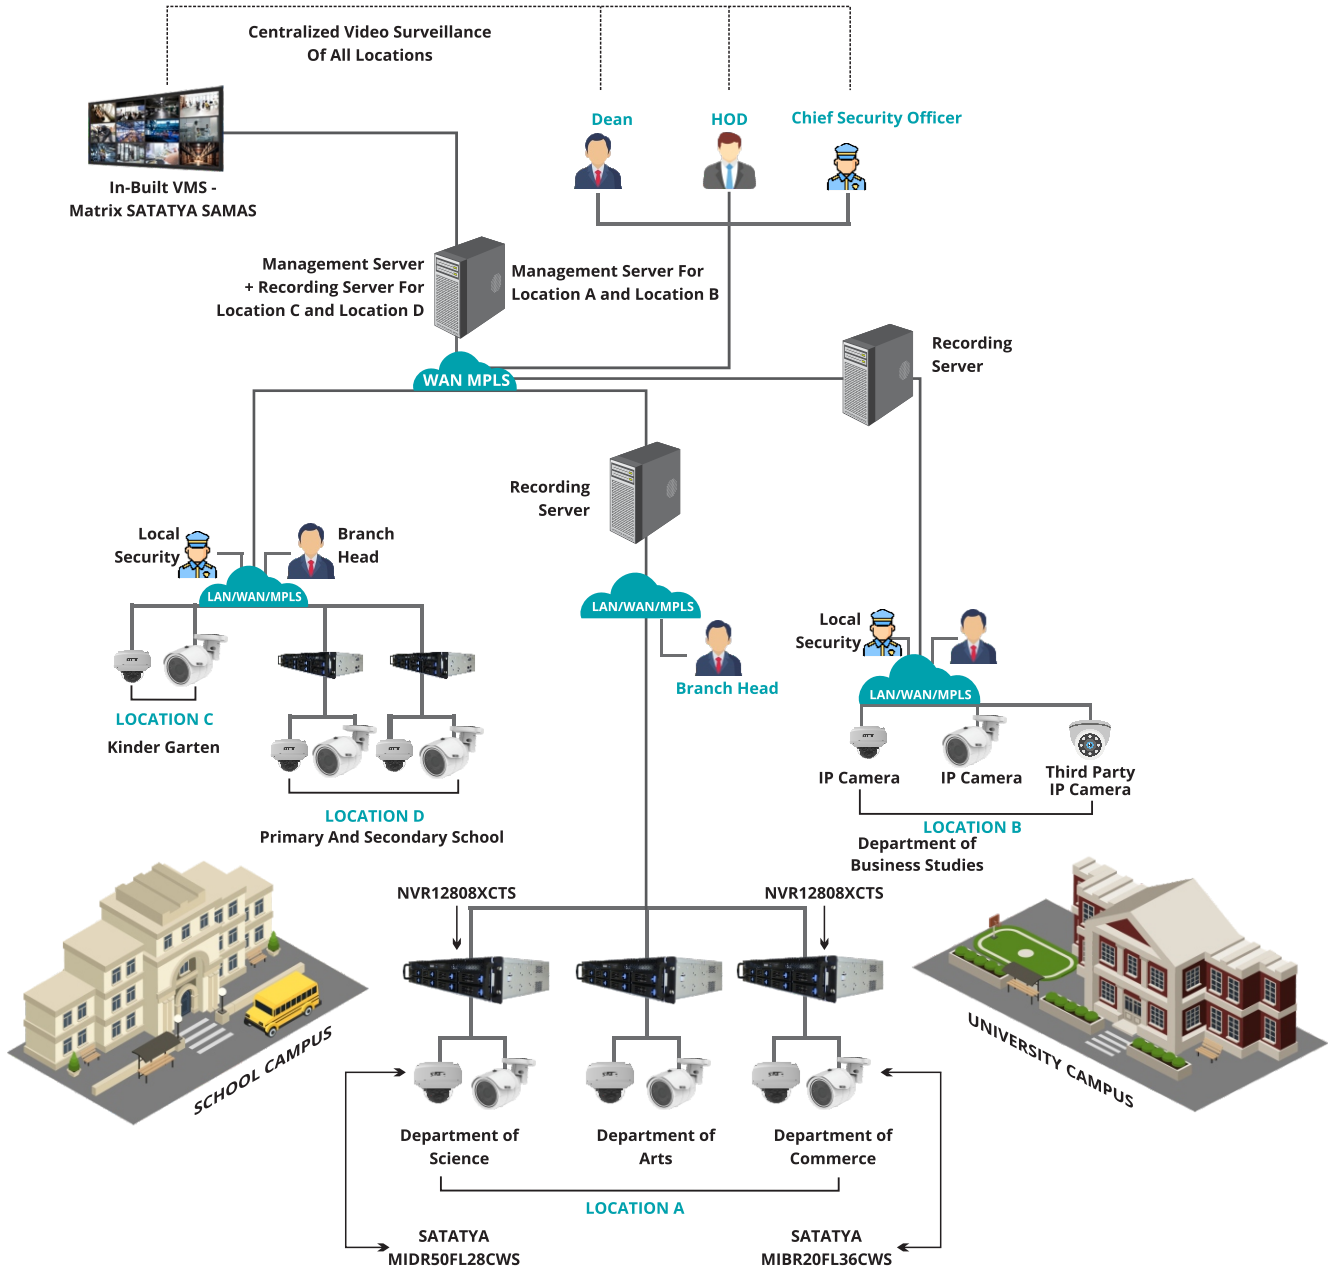 Centralized Video Surveillance
Of All Locations
Dean
HOD
Chief Security Officer
In-Built VMS -
Matrix SATATYA SAMAS
Management Server
+ Recording Server For
Location C and Location D
Management Server For
Location A and Location B
Recording
Server
WAN MPLS
Recording
Server
Local
Security
Branch
Head
LAN/WAN/MPLS
LAN/WAN/MPLS
Branch Head
Local
Security
LAN/WAN/MPLS
LOCATION C
Kinder Garten
LOCATION D
Primary And Secondary School
IP Camera
IP Camera
Third Party
IP Camera
LOCATION B
Department of
Business Studies
NVR12808XCTS
NVR12808XCTS
SCHOOL CAMPUS
UNIVERSITY CAMPUS
Department of
Science
Department of
Arts
Department of
Commerce
LOCATION A
SATATYA
MIDR50FL28CWS
SATATYA
MIBR20FL36CWS